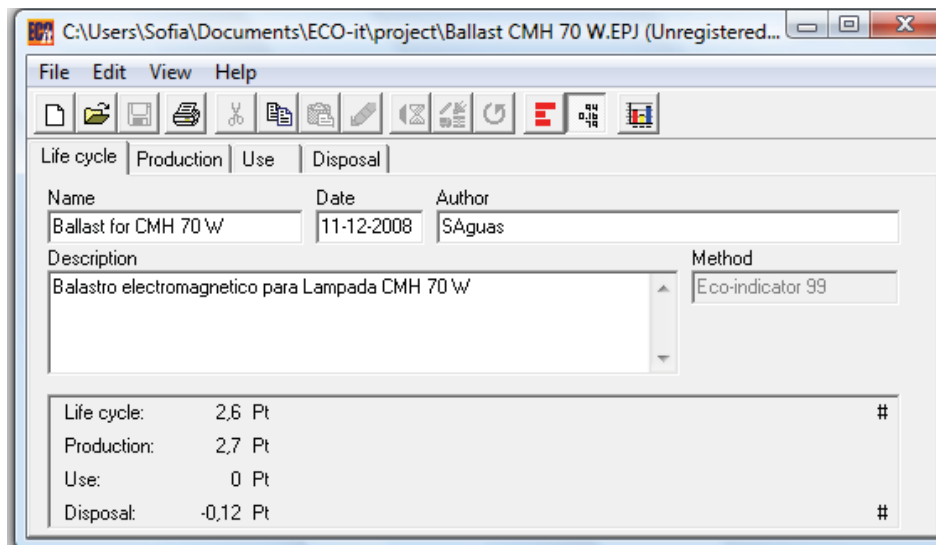 C:\Users\Sofia\Documents\ECO-it\project\Ballast CMH 70 W.EPJ (Unregistered...
File Edit View Help
Life cycle Production Use Disposal
Name Date Author
Ballast for CMH 70 W 11-12-2008 SAguas
Description Method
Balastro electromagnetico para Lampada CMH 70 W Eco-indicator 99
Life cycle: 2,6 Pt #
Production: 2,7 Pt
Use: 0 Pt
Disposal: -0,12 Pt #